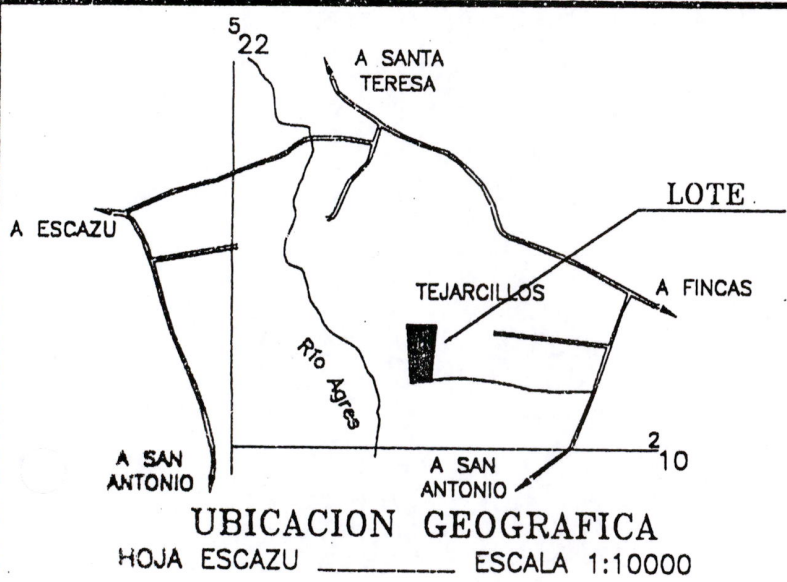 5
22
A SANTA
TERESA
LOTE
A ESCAZU
TEJARCILLOS
A FINCAS
Río Agres
A SAN
ANTONIO
A SAN
ANTONIO
2
10
UBICACION GEOGRAFICA
HOJA ESCAZU ________ ESCALA 1:10000